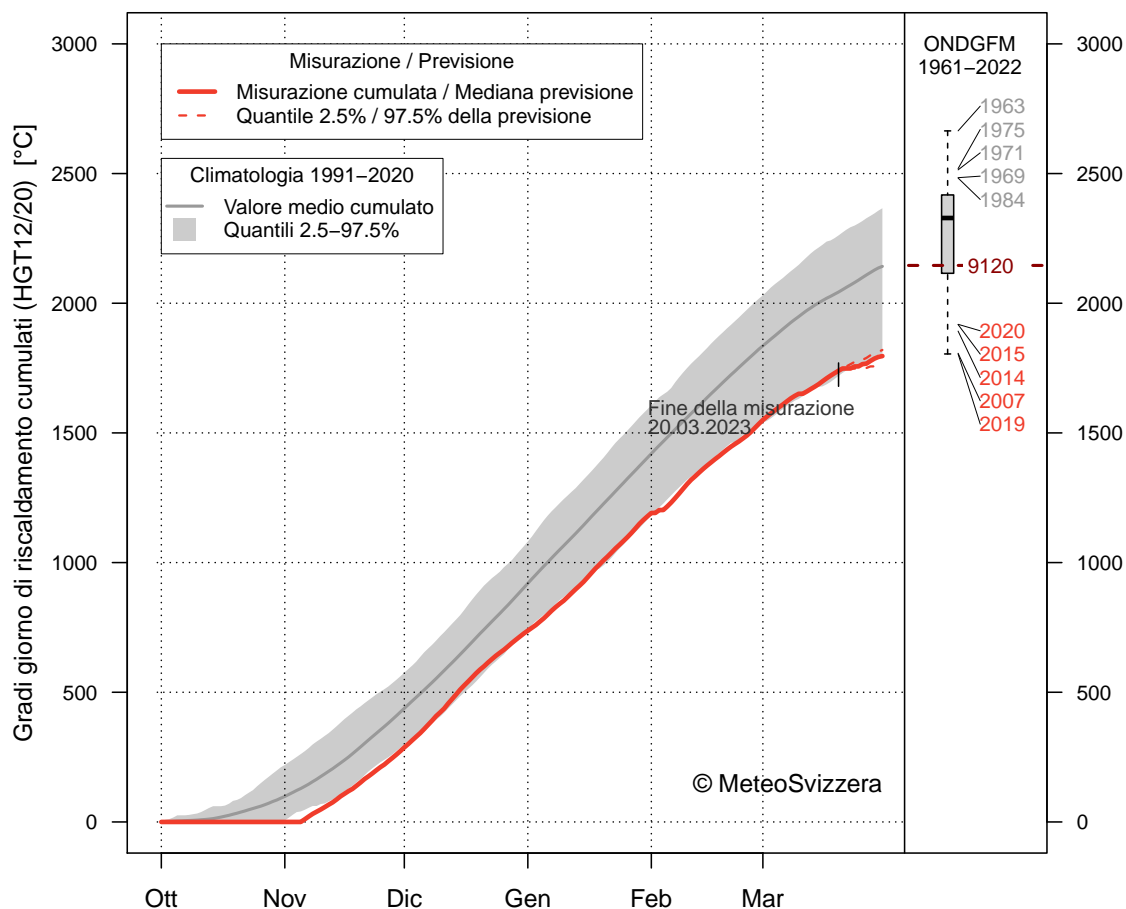 Gradi giorno di riscaldamento cumulati (HGT12/20)  [°C]
3000
2500
2000
1500
1000
500
0
Misurazione / Previsione
Misurazione cumulata / Mediana previsione
Quantile 2.5% / 97.5% della previsione
Climatologia 1991−2020
Valore medio cumulato
Quantili 2.5−97.5%
Fine della misurazione
20.03.2023
© MeteoSvizzera
Ott
Nov
Dic
Gen
Feb
Mar
ONDGFM
1961−2022
1963
1975
1971
1969
1984
9120
2020
2015
2014
2007
2019
3000
2500
2000
1500
1000
500
0